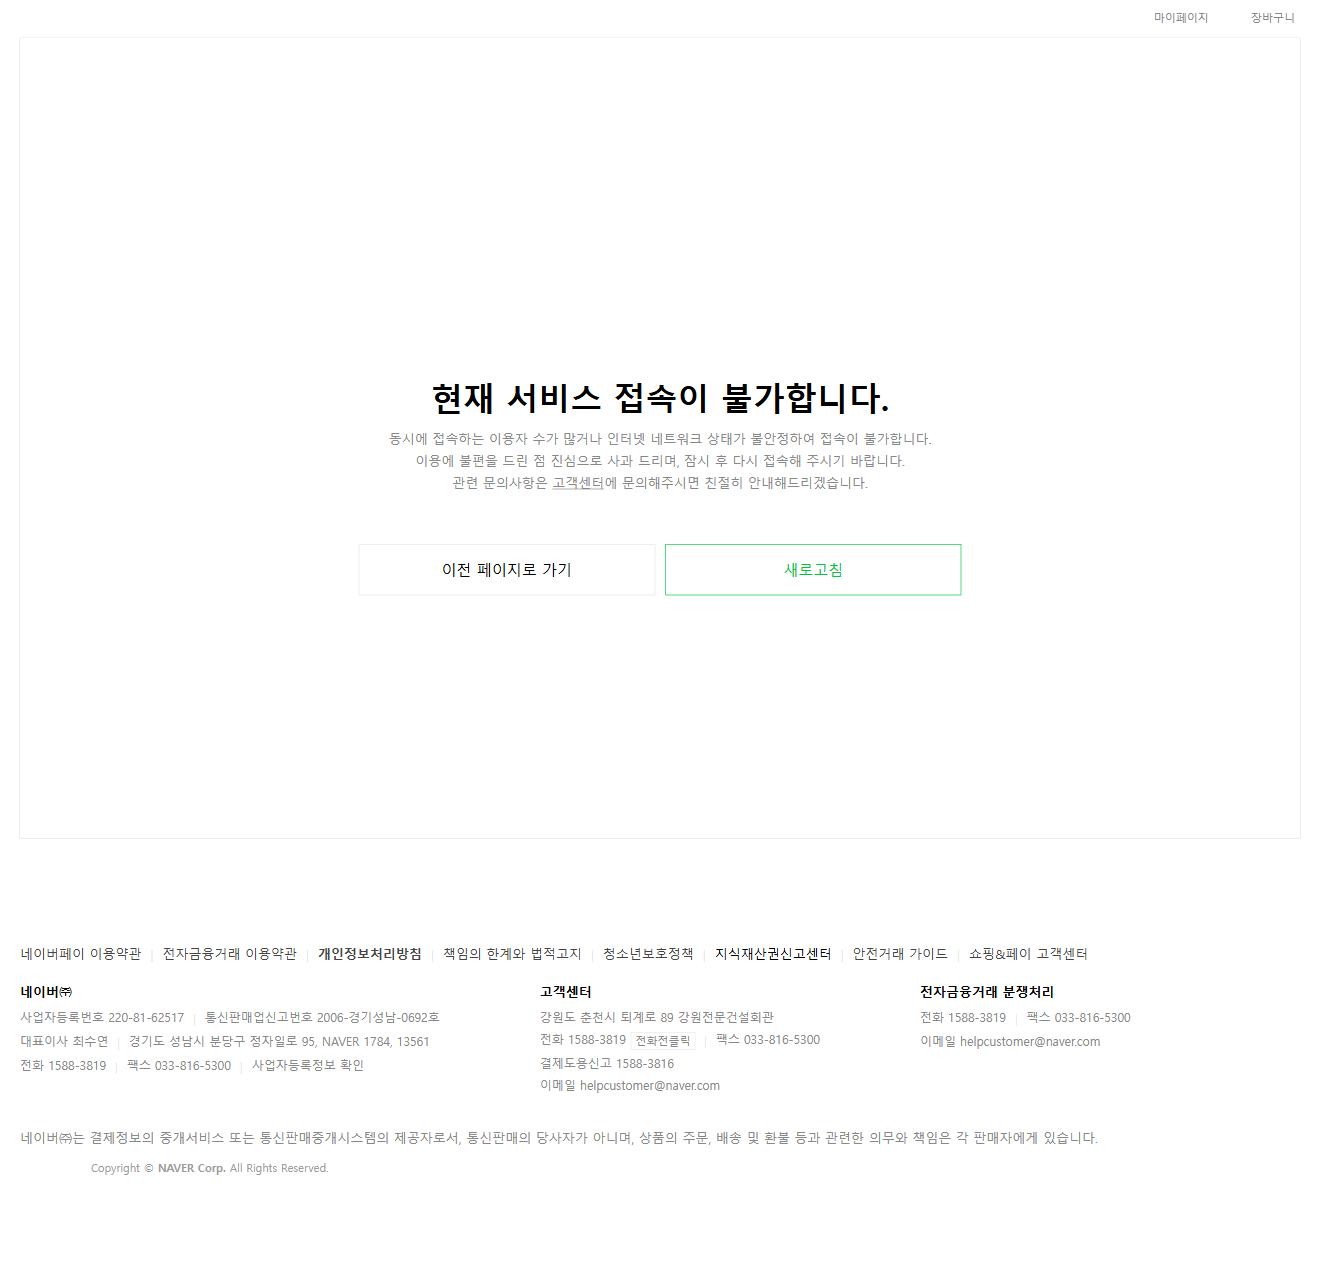 마이페이지 장바구니
현재 서비스 접속이 불가합니다.
동시에 접속하는 이용자 수가 많거나 인터넷 네트워크 상태가 불안정하여 접속이 불가합니다.
이용에 불편을 드린 점 진심으로 사과 드리며, 잠시 후 다시 접속해 주시기 바랍니다.
관련 문의사항은 고객센터에 문의해주시면 친절히 안내해드리겠습니다.
이전 페이지로 가기 새로고침
네이버페이 이용약관 | 전자금융거래 이용약관 | 개인정보처리방침 | 책임의 한계와 법적고지 | 청소년보호정책 | 지식재산권신고센터 | 안전거래 가이드 | 쇼핑&페이 고객센터
네이버㈜
사업자등록번호 220-81-62517 | 통신판매업신고번호 2006-경기성남-0692호
대표이사 최수연 | 경기도 성남시 분당구 정자일로 95, NAVER 1784, 13561
전화 1588-3819 | 팩스 033-816-5300 | 사업자등록정보 확인
고객센터
강원도 춘천시 퇴계로 89 강원전문건설회관
전화 1588-3819 전화전클릭 | 팩스 033-816-5300
결제도용신고 1588-3816
이메일 helpcustomer@naver.com
전자금융거래 분쟁처리
전화 1588-3819 | 팩스 033-816-5300
이메일 helpcustomer@naver.com
네이버㈜는 결제정보의 중개서비스 또는 통신판매중개시스템의 제공자로서, 통신판매의 당사자가 아니며, 상품의 주문, 배송 및 환불 등과 관련한 의무와 책임은 각 판매자에게 있습니다.
Copyright © NAVER Corp. All Rights Reserved.